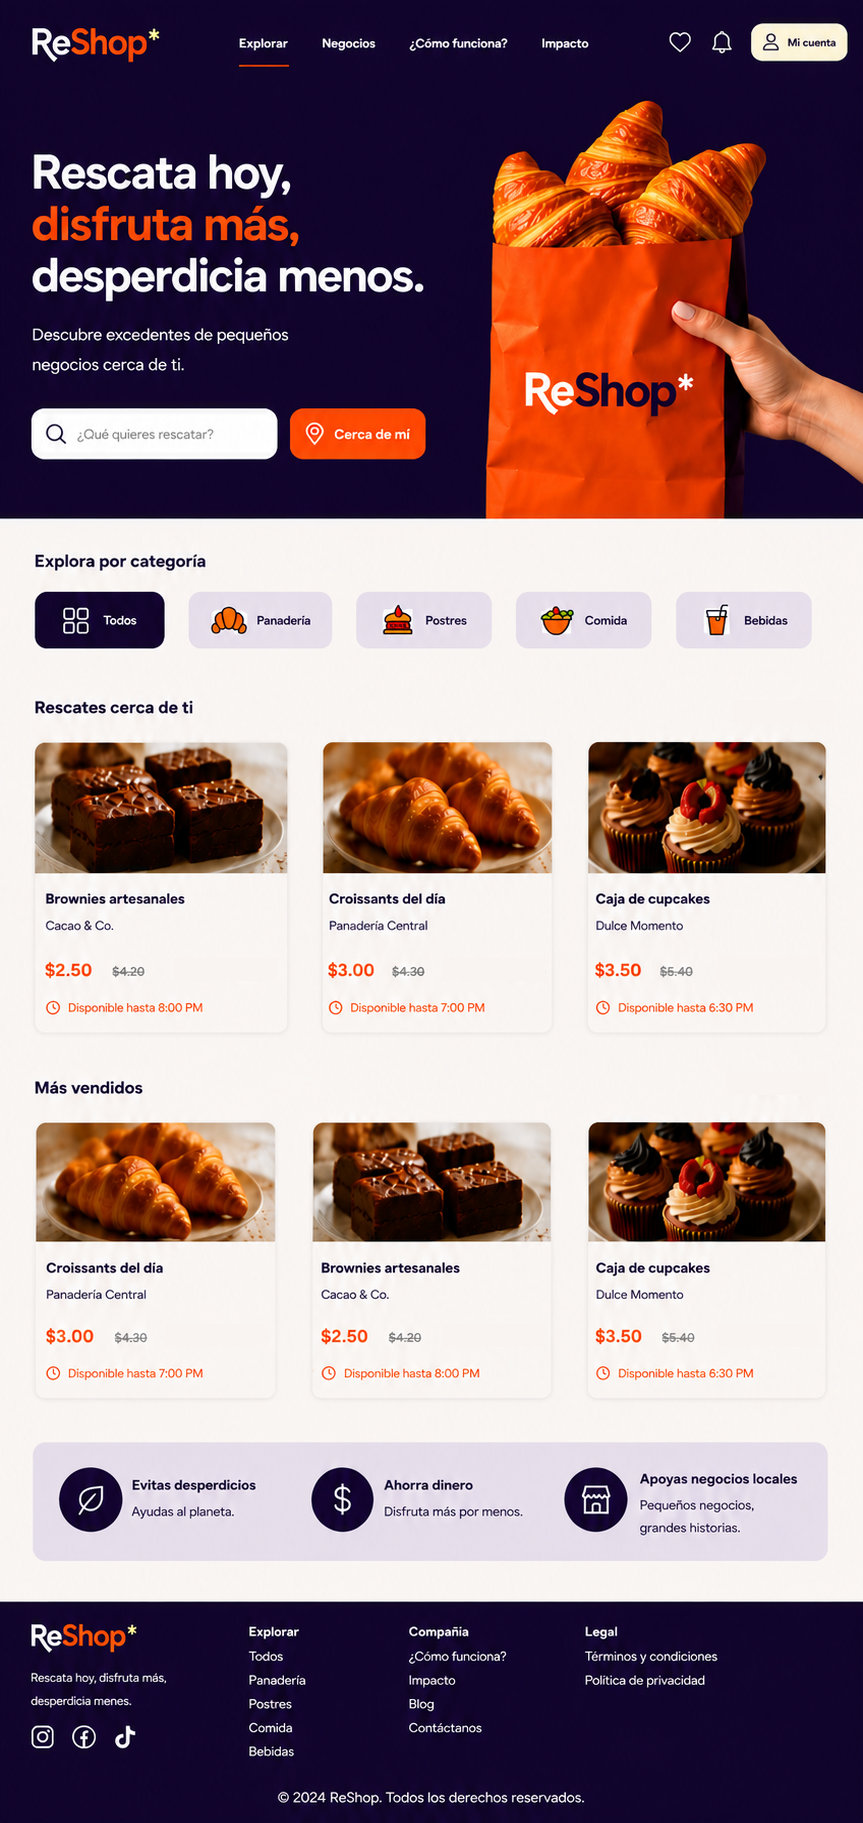 ReShop*
Explorar
Negocios
¿Cómo funciona?
Impacto
Mi cuenta
Rescata hoy,
disfruta más,
desperdicia menos.
Descubre excedentes de pequeños
negocios cerca de ti.
¿Qué quieres rescatar?
Cerca de mí
ReShop*
Explora por categoría
Todos
Panadería
Postres
Comida
Bebidas
Rescates cerca de ti
Brownies artesanales
Cacao & Co.
$2.50 $4.20
Disponible hasta 8:00 PM
Croissants del día
Panadería Central
$3.00 $4.30
Disponible hasta 7:00 PM
Caja de cupcakes
Dulce Momento
$3.50 $5.40
Disponible hasta 6:30 PM
Más vendidos
Croissants del día
Panadería Central
$3.00 $4.30
Disponible hasta 7:00 PM
Brownies artesanales
Cacao & Co.
$2.50 $4.20
Disponible hasta 8:00 PM
Caja de cupcakes
Dulce Momento
$3.50 $5.40
Disponible hasta 6:30 PM
Evitas desperdicios
Ayudas al planeta.
Ahorra dinero
Disfruta más por menos.
Apoyas negocios locales
Pequeños negocios,
grandes historias.
ReShop*
Rescata hoy, disfruta más,
desperdicia menes.
Explorar
Todos
Panadería
Postres
Comida
Bebidas
Compañía
¿Cómo funciona?
Impacto
Blog
Contáctanos
Legal
Términos y condiciones
Política de privacidad
© 2024 ReShop. Todos los derechos reservados.